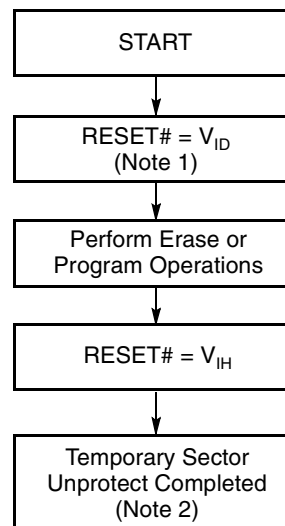 START
RESET# = VID
(Note 1)
Perform Erase or
Program Operations
RESET# = VIH
Temporary Sector
Unprotect Completed
(Note 2)